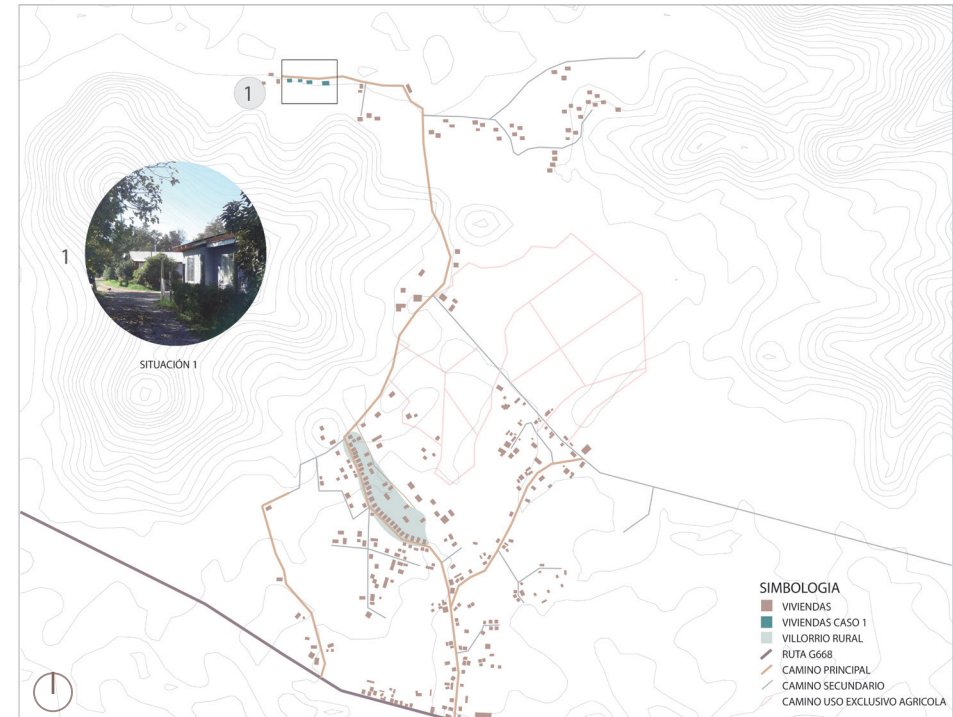 1
1
SITUACIÓN 1
SIMBOLOGIA
VIVIENDAS
VIVIENDAS CASO 1
VILLORRIO RURAL
RUTA G668
CAMINO PRINCIPAL
CAMINO SECUNDARIO
CAMINO USO EXCLUSIVO AGRICOLA